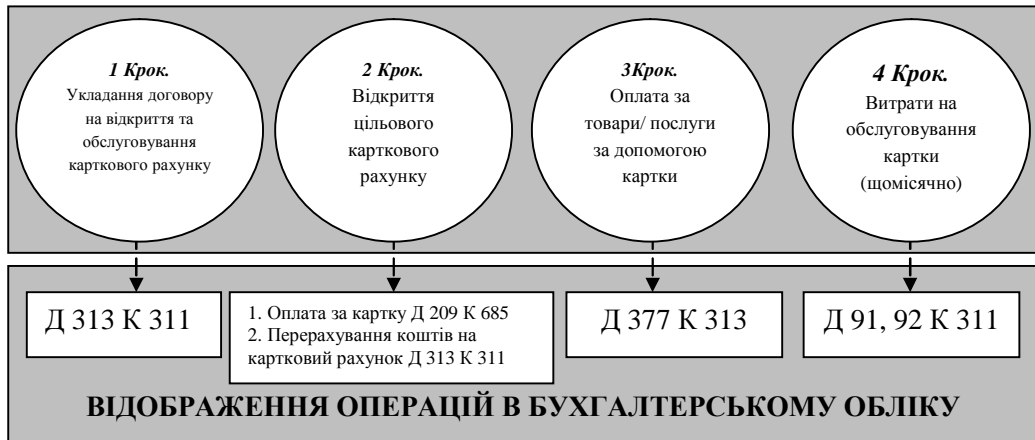 1 Крок.
Укладання договору
на відкриття та
обслуговування
карткового рахунку
2 Крок.
Відкриття
цільового
карткового
рахунку
3Крок.
Оплата за
товари/ послуги
за допомогою
картки
4 Крок.
Витрати на
обслуговування
картки
(щомісячно)
Д 313 К 311
1. Оплата за картку Д 209 К 685
2. Перерахування коштів на
картковий рахунок Д 313 К 311
Д 377 К 313
Д 91, 92 К 311
ВІДОБРАЖЕННЯ ОПЕРАЦІЙ В БУХГАЛТЕРСЬКОМУ ОБЛІКУ